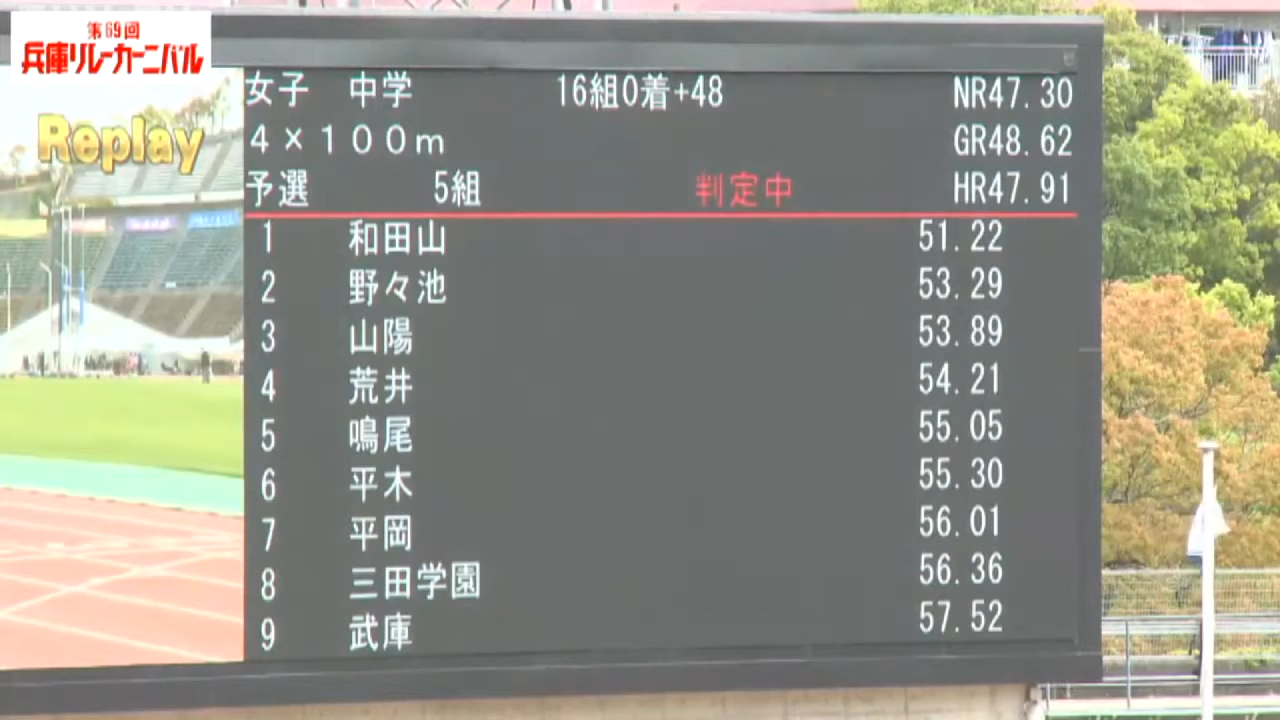 第69回
兵庫リレーカーニバル
Replay
女子 中学 16組0着+48 NR47.30
4×100m GR48.62
予選 5組 判定中 HR47.91
1 和田山 51.22
2 野々池 53.29
3 山陽 53.89
4 荒井 54.21
5 鳴尾 55.05
6 平木 55.30
7 平岡 56.01
8 三田学園 56.36
9 武庫 57.52